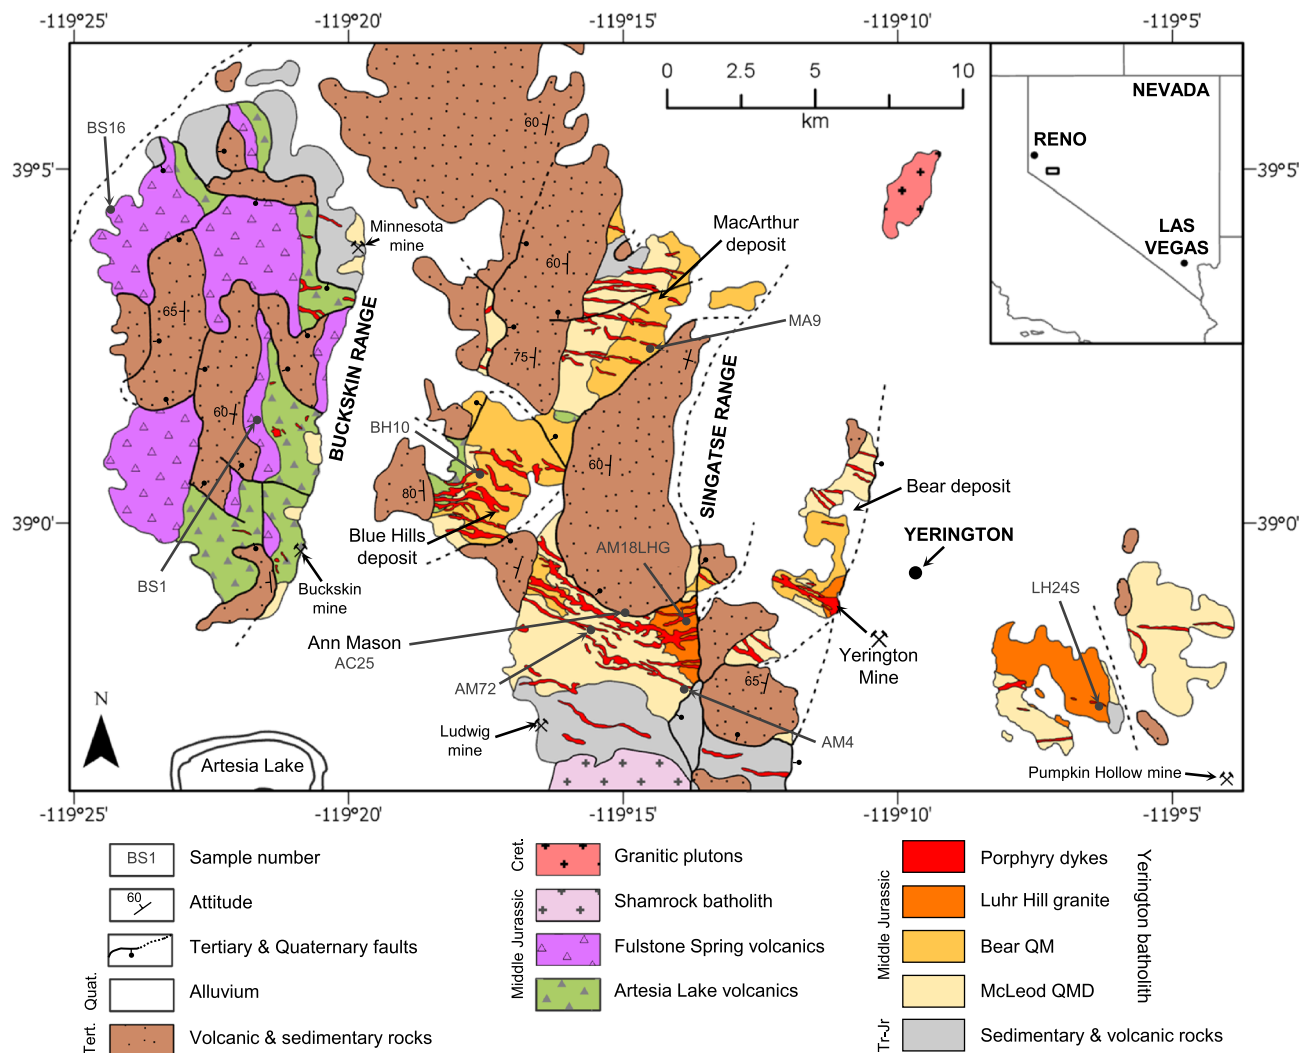 -119°25'
-119°20'
-119°15'
-119°10'
-119°5'
0
2.5
5
10
km
NEVADA
RENO
LAS
VEGAS
BS16
39°5'
39°5'
60
MacArthur
deposit
Minnesota
mine
60
65
MA9
75
BUCKSKIN RANGE
SINGATSE RANGE
60
BH10
60
80
Bear deposit
39°0'
39°0'
Blue Hills
deposit
AM18LHG
YERINGTON
BS1
Buckskin
mine
LH24S
Ann Mason
AC25
Yerington
Mine
AM72
65
N
Ludwig
mine
AM4
Artesia Lake
Pumpkin Hollow mine
-119°25'
-119°20'
-119°15'
-119°10'
-119°5'
BS1
Sample number
60
Attitude
Tertiary & Quaternary faults
Quat.
Alluvium
Tert.
Volcanic & sedimentary rocks
Cret.
Granitic plutons
Middle Jurassic
Shamrock batholith
Fulstone Spring volcanics
Artesia Lake volcanics
Middle Jurassic
Porphyry dykes
Luhr Hill granite
Bear QM
McLeod QMD
Yerington batholith
Tr-Jr
Sedimentary & volcanic rocks